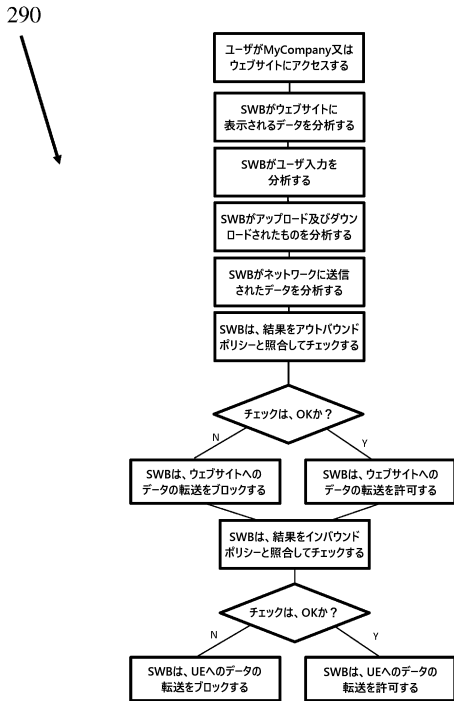 290
ユーザがMyCompany又は
ウェブサイトにアクセスする
SWBがウェブサイトに
表示されるデータを分析する
SWBがユーザ入力を
分析する
SWBがアップロード及びダウン
ロードされたものを分析する
SWBがネットワークに送信
されたデータを分析する
SWBは、結果をアウトバウンド
ポリシーと照合してチェックする
チェックは、OKか？
N
Y
SWBは、ウェブサイトへの
データの転送をブロックする
SWBは、ウェブサイトへの
データの転送を許可する
SWBは、結果をインバウンド
ポリシーと照合してチェックする
チェックは、OKか？
N
Y
SWBは、UEへのデータの
転送をブロックする
SWBは、UEへのデータの
転送を許可する